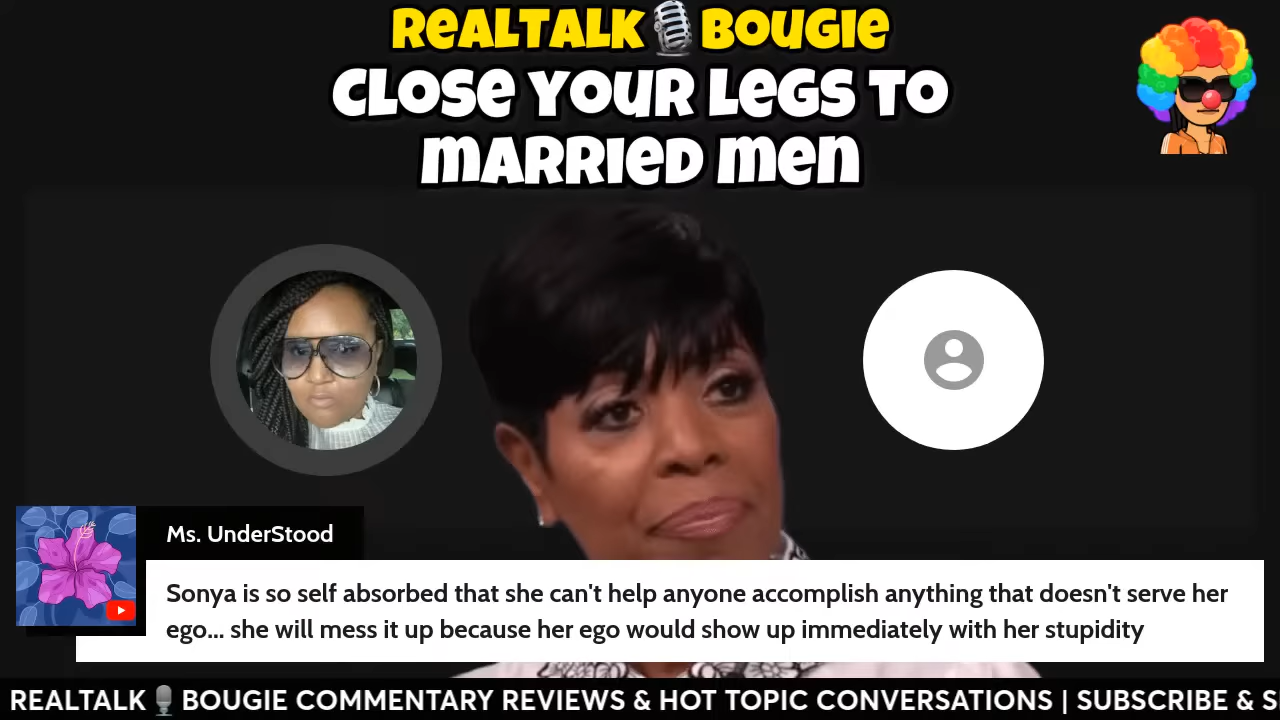 REALTALK🎙️BOUGIE
CLOSE YOUR LEGS TO
MARRIED MEN
Ms. UnderStood
Sonya is so self absorbed that she can't help anyone accomplish anything that doesn't serve her
ego... she will mess it up because her ego would show up immediately with her stupidity
REALTALK🎙️BOUGIE COMMENTARY REVIEWS & HOT TOPIC CONVERSATIONS | SUBSCRIBE & S